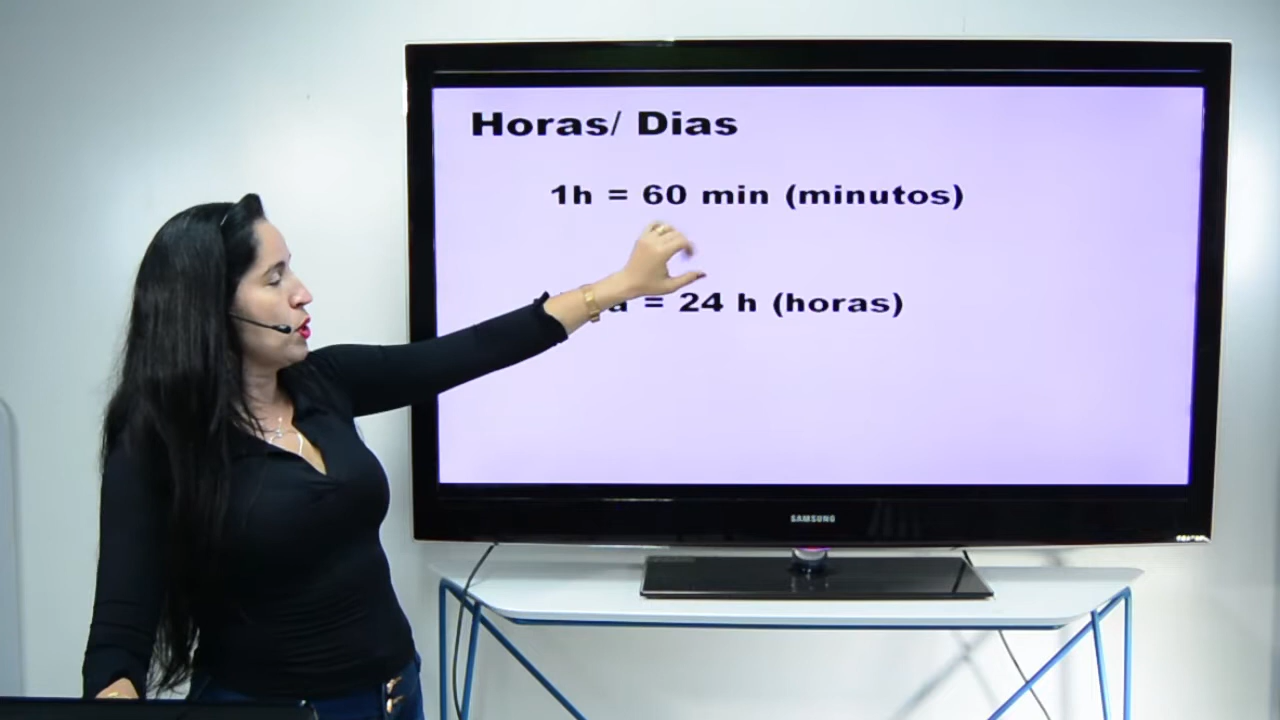 Horas/ Dias
1h = 60 min (minutos)
= 24 h (horas)
SAMSUNG